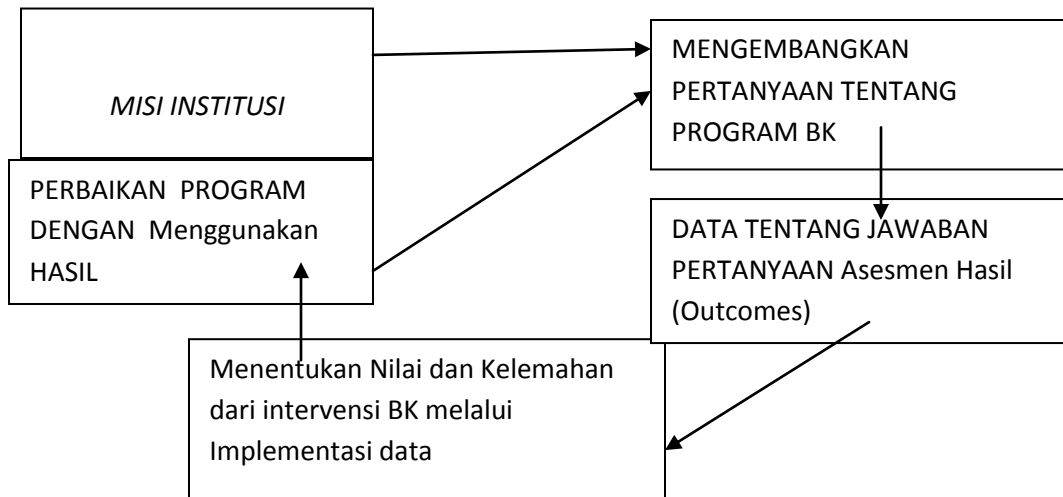 MISI INSTITUSI
MENGEMBANGKAN
PERTANYAAN TENTANG
PROGRAM BK
PERBAIKAN PROGRAM
DENGAN Menggunakan
HASIL
DATA TENTANG JAWABAN
PERTANYAAN Asesmen Hasil
(Outcomes)
Menentukan Nilai dan Kelemahan
dari intervensi BK melalui
Implementasi data